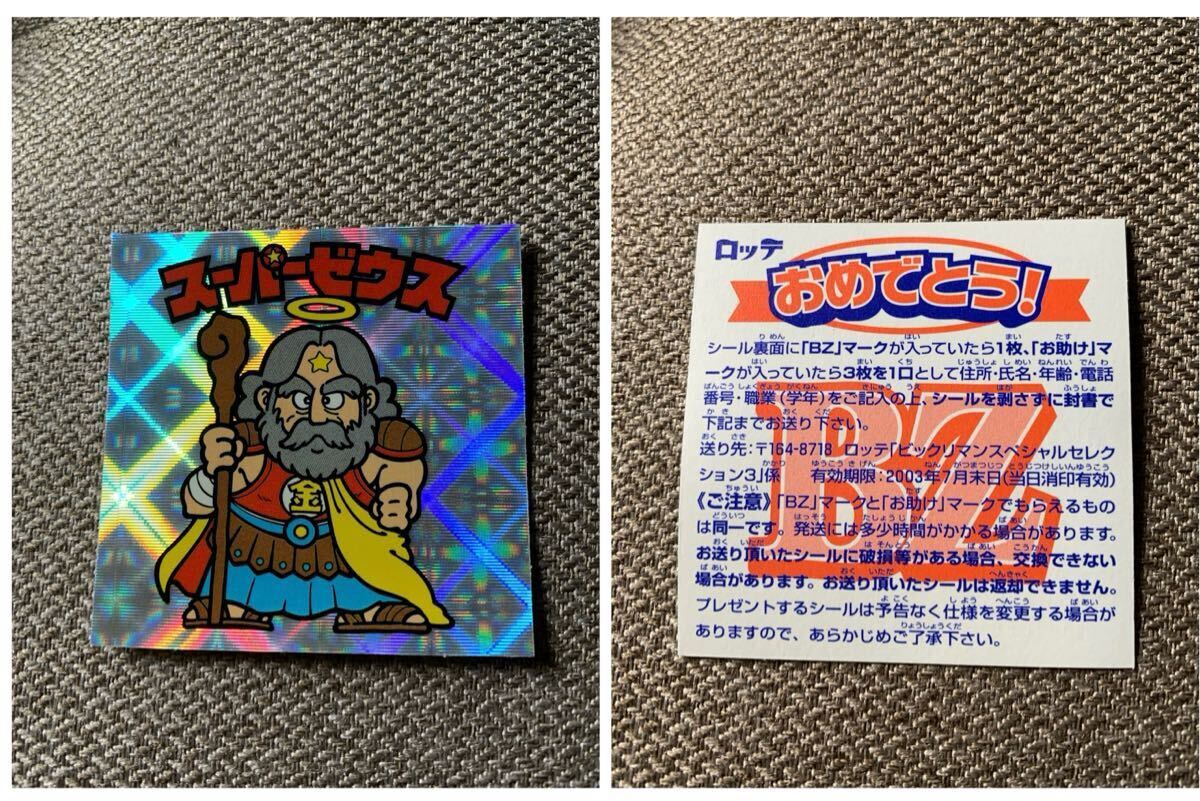 スーパーゼウス
金
ロッテ
おめでとう!
シール裏面に「BZ」マークが入っていたら1枚、「お助け」マ
ークが入っていたら3枚を1口として住所・氏名・年齢・電話
番号・職業(学年)をご記入の上、シールを剥さずに封書で
下記までお送り下さい。
送り先:〒164-8718 ロッテ「ビックリマンスペシャルセレク
ション3」係 有効期限:2003年7月末日(当日消印有効)
《ご注意》「BZ」マークと「お助け」マークでもらえるもの
は同一です。発送には多少時間がかかる場合があります。
お送り頂いたシールに破損等がある場合、交換できない
場合があります。お送り頂いたシールは返却できません。
プレゼントするシールは予告なく仕様を変更する場合が
ありますので、あらかじめご了承下さい。
BZ